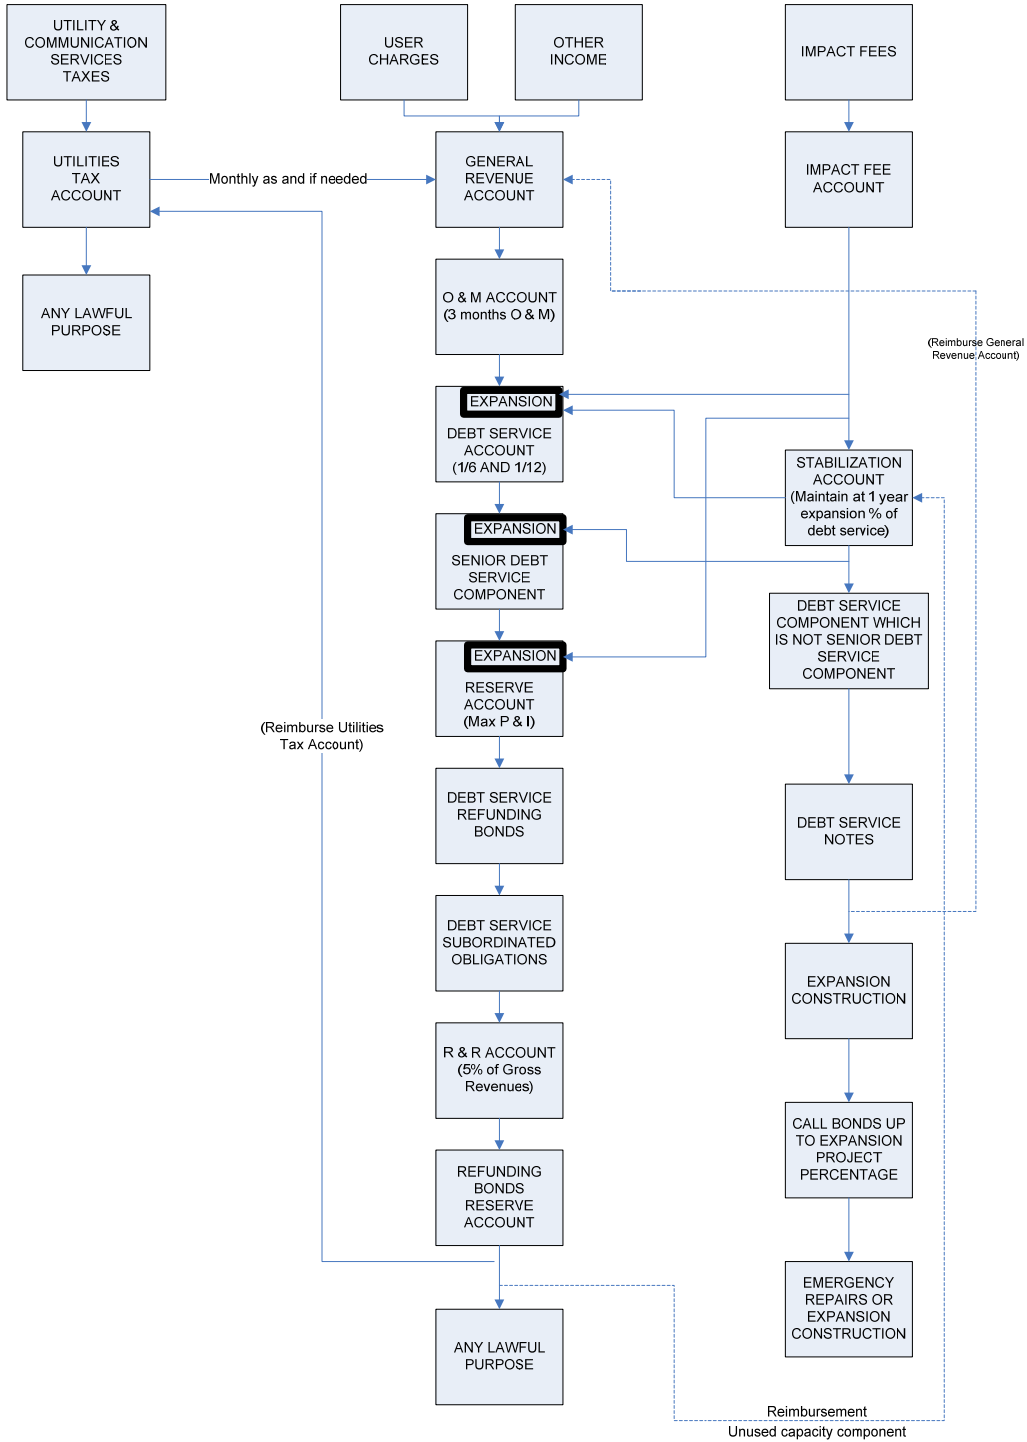 UTILITY &
COMMUNICATION
SERVICES
TAXES
USER
CHARGES
OTHER
INCOME
IMPACT FEES
UTILITIES
TAX
ACCOUNT
Monthly as and if needed
GENERAL
REVENUE
ACCOUNT
IMPACT FEE
ACCOUNT
ANY LAWFUL
PURPOSE
O & M ACCOUNT
(3 months O & M)
(Reimburse General
Revenue Account)
EXPANSION
DEBT SERVICE
ACCOUNT
(1/6 AND 1/12)
STABILIZATION
ACCOUNT
(Maintain at 1 year
expansion % of
debt service)
EXPANSION
SENIOR DEBT
SERVICE
COMPONENT
DEBT SERVICE
COMPONENT WHICH
IS NOT SENIOR DEBT
SERVICE
COMPONENT
EXPANSION
RESERVE
ACCOUNT
(Max P & I)
(Reimburse Utilities
Tax Account)
DEBT SERVICE
REFUNDING
BONDS
DEBT SERVICE
NOTES
DEBT SERVICE
SUBORDINATED
OBLIGATIONS
EXPANSION
CONSTRUCTION
R & R ACCOUNT
(5% of Gross
Revenues)
CALL BONDS UP
TO EXPANSION
PROJECT
PERCENTAGE
REFUNDING
BONDS
RESERVE
ACCOUNT
EMERGENCY
REPAIRS OR
EXPANSION
CONSTRUCTION
ANY LAWFUL
PURPOSE
Reimbursement
Unused capacity component